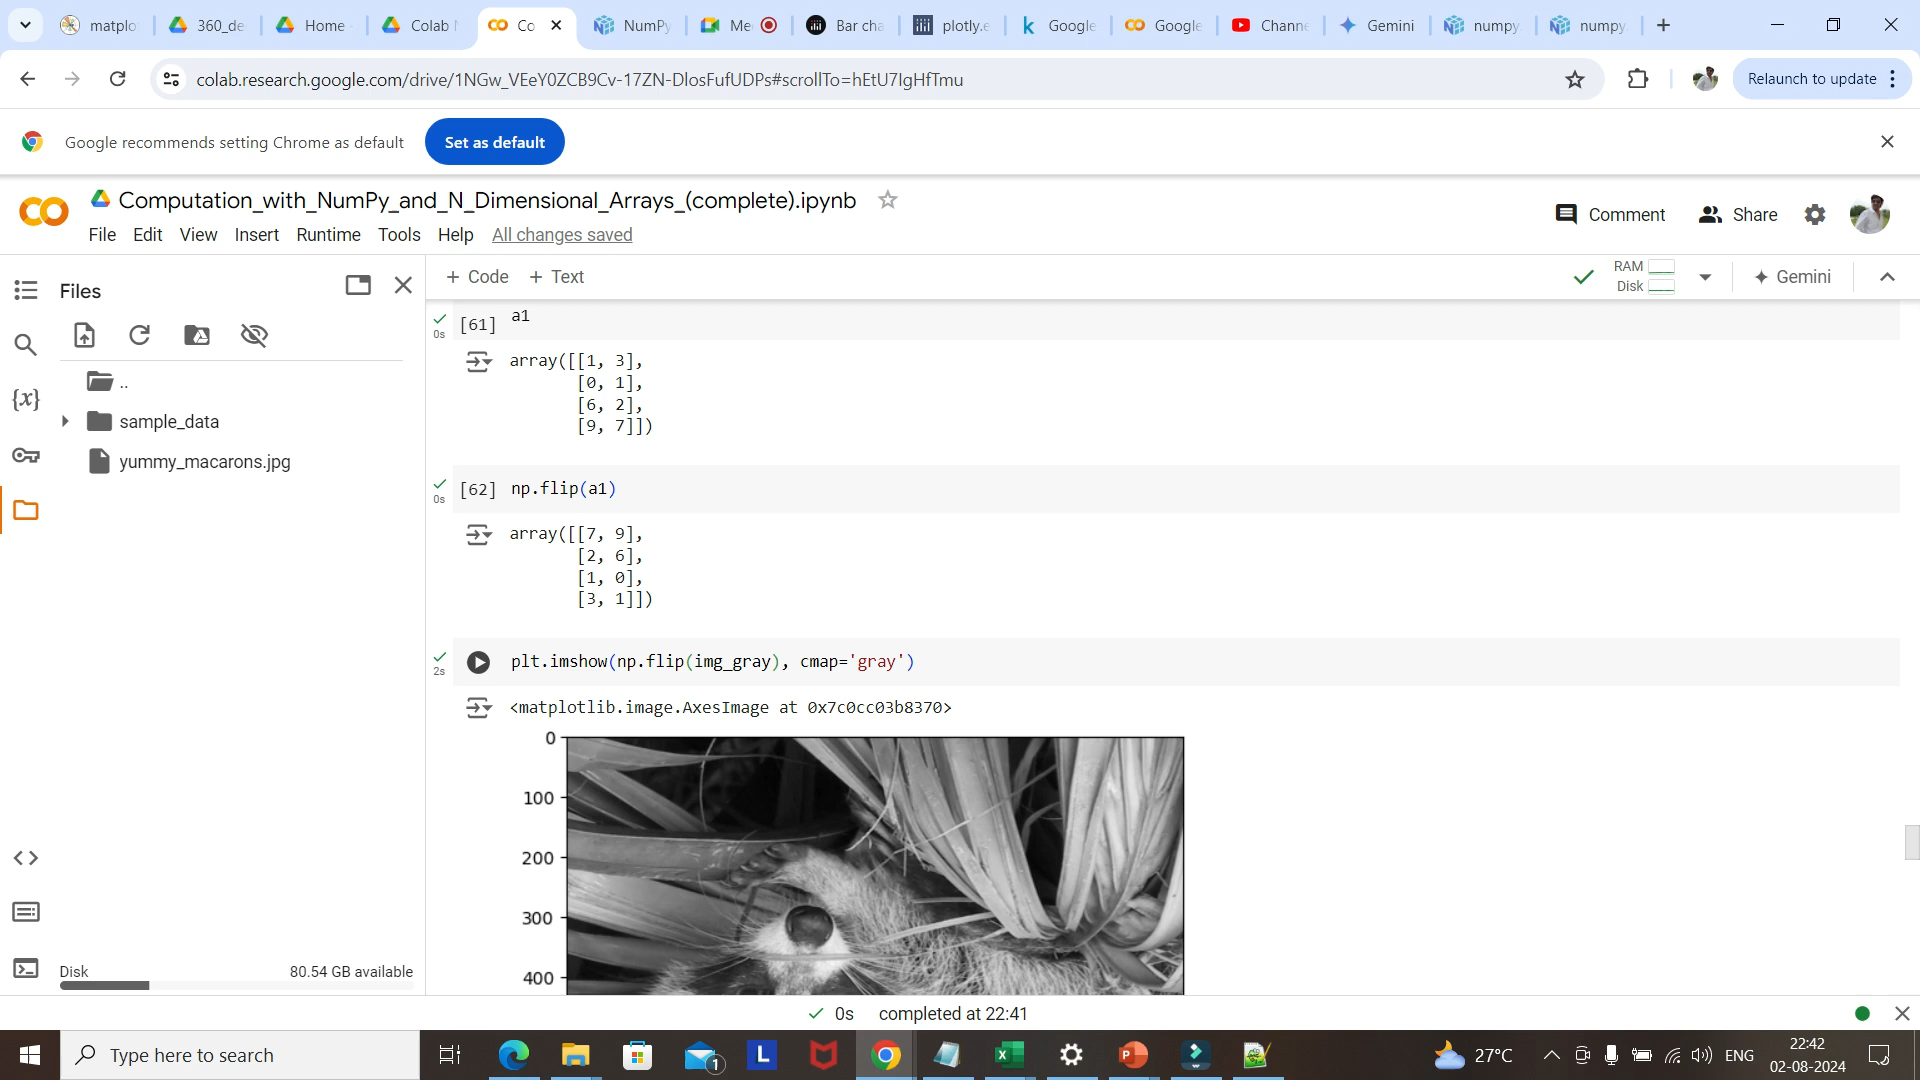 matplo
360_de
Home
Colab
Co
NumPy
Me
Bar cha
plotly.e
Google
Google
Channe
Gemini
numpy
numpy
colab.research.google.com/drive/1NGw_VEeY0ZCB9Cv-17ZN-DlosFufUDPs#scrollTo=hEtU7IgHfTmu
Relaunch to update
Google recommends setting Chrome as default
Set as default
Computation_with_NumPy_and_N_Dimensional_Arrays_(complete).ipynb
File Edit View Insert Runtime Tools Help All changes saved
Comment
Share
Files
+ Code + Text
RAM
Disk
Gemini
..
sample_data
yummy_macarons.jpg
{x}
Disk
80.54 GB available
0s
[61] a1
array([[1, 3],
[0, 1],
[6, 2],
[9, 7]])
0s
[62] np.flip(a1)
array([[7, 9],
[2, 6],
[1, 0],
[3, 1]])
2s
plt.imshow(np.flip(img_gray), cmap='gray')
<matplotlib.image.AxesImage at 0x7c0cc03b8370>
0
100
200
300
400
0s completed at 22:41
Type here to search
1
L
X
P
27°C
ENG
22:42
02-08-2024